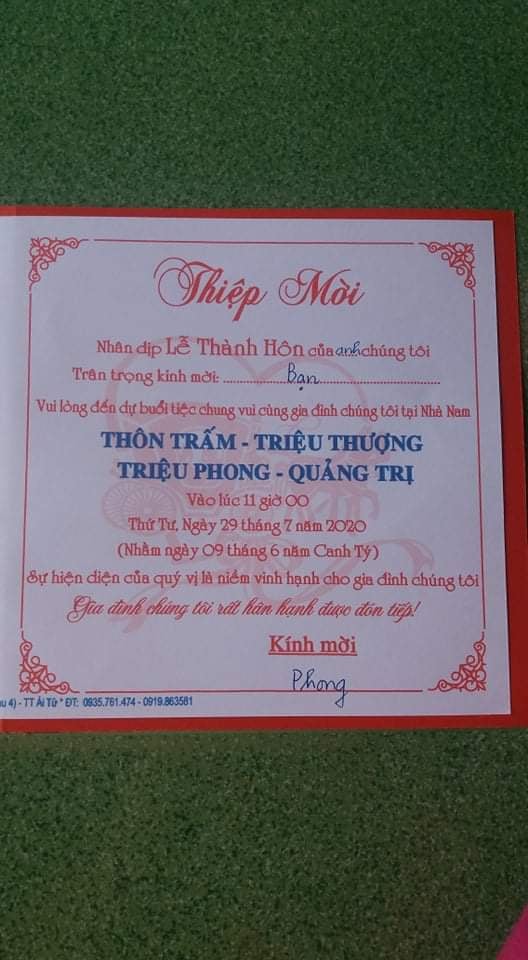 Thiệp Mời
Nhân dịp Lễ Thành Hôn của anh chúng tôi
Trân trọng kính mời: Bạn
Vui lòng đến dự buổi tiệc chung vui cùng gia đình chúng tôi tại Nhà Nam
THÔN TRẤM - TRIỆU THƯỢNG
TRIỆU PHONG - QUẢNG TRỊ
Vào lúc 11 giờ 00
Thứ Tư, Ngày 29 tháng 7 năm 2020
(Nhằm ngày 09 tháng 6 năm Canh Tý)
Sự hiện diện của quý vị là niềm vinh hạnh cho gia đình chúng tôi
Gia đình chúng tôi rất hân hạnh được đón tiếp!
Kính mời
Phong
4) - TT Ái Tử * ĐT: 0935.761.474 - 0919.863581